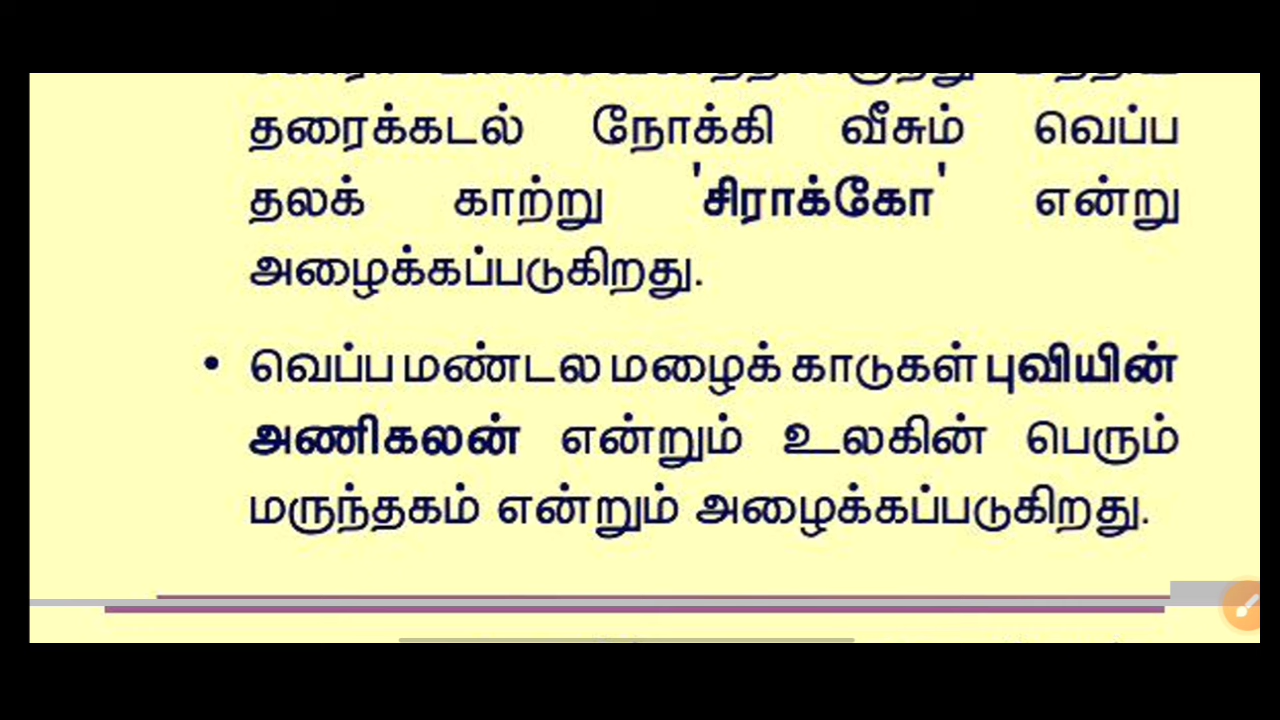 தரைக்கடல் நோக்கி வீசும் வெப்ப
தலக் காற்று 'சிராக்கோ' என்று
அழைக்கப்படுகிறது.
• வெப்ப மண்டல மழைக் காடுகள் புவியின்
அணிகலன் என்றும் உலகின் பெரும்
மருந்தகம் என்றும் அழைக்கப்படுகிறது.